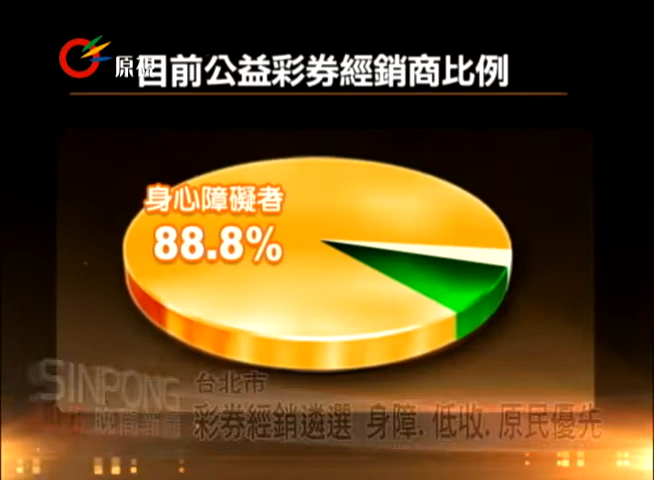 原視
目前公益彩券經銷商比例
身心障礙者
88.8%
SINPONG
台北市
晚間新聞
彩券經銷遴選 身障.低收.原民優先